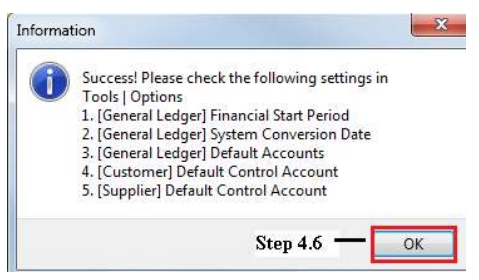 Information
Success! Please check the following settings in
Tools | Options
1. [General Ledger] Financial Start Period
2. [General Ledger] System Conversion Date
3. [General Ledger] Default Accounts
4. [Customer] Default Control Account
5. [Supplier] Default Control Account
Step 4.6 OK